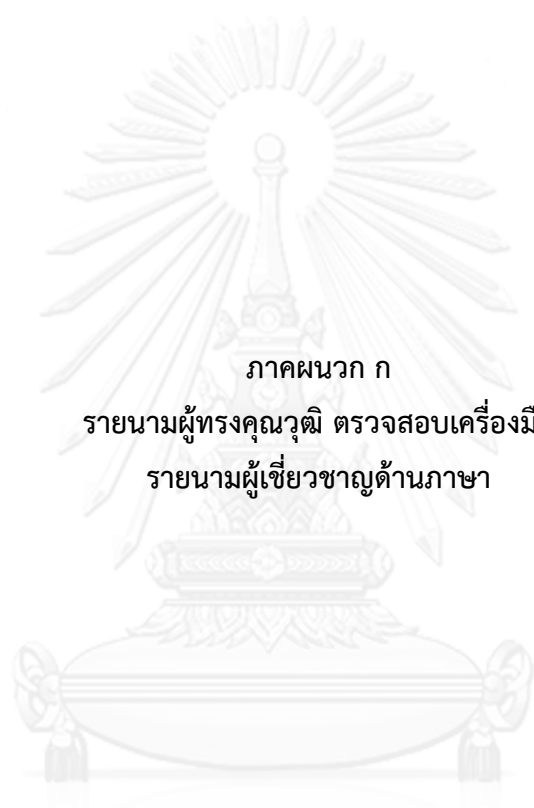 ภาคผนวก ก
รายนามผู้ทรงคุณวุฒิ ตรวจสอบเครื่องมื
รายนามผู้เชี่ยวชาญด้านภาษา